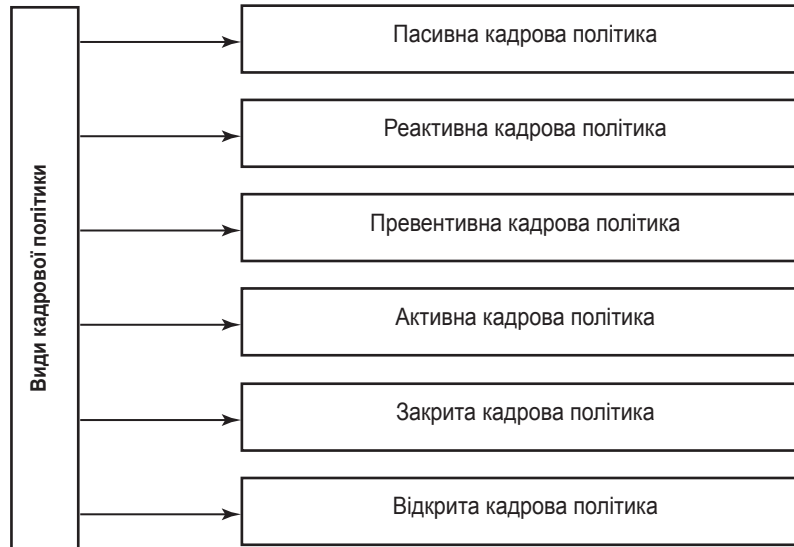 Види кадрової політики
Пасивна кадрова політика
Реактивна кадрова політика
Превентивна кадрова політика
Активна кадрова політика
Закрита кадрова політика
Відкрита кадрова політика